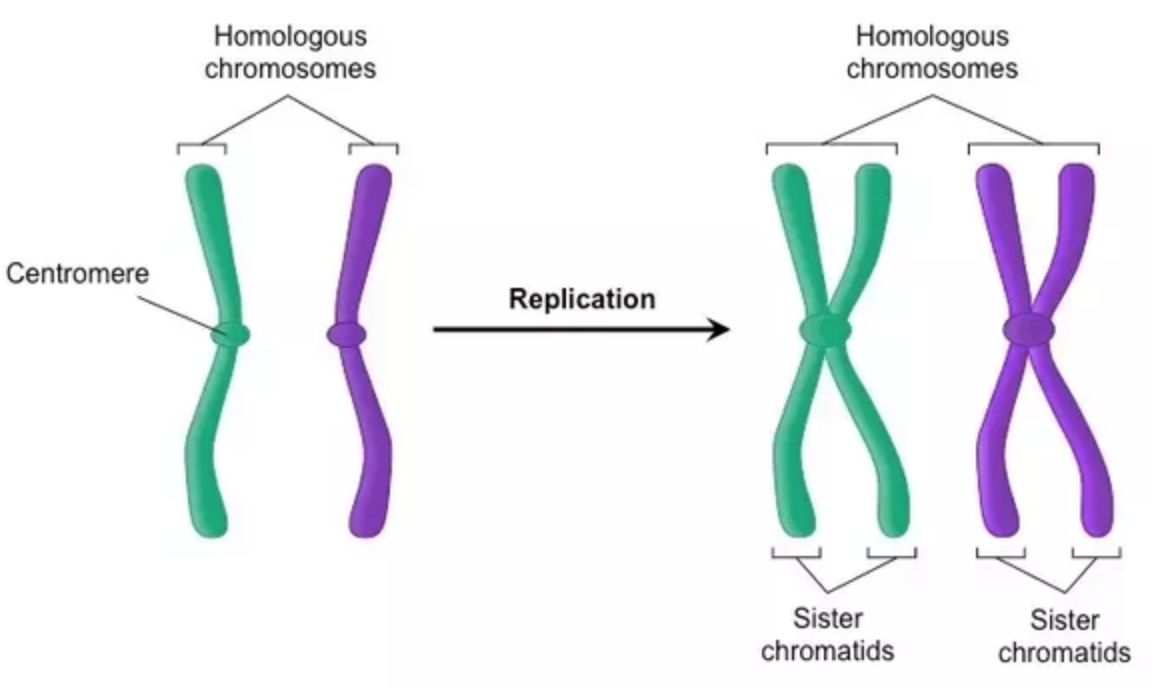 Homologous
chromosomes
Homologous
chromosomes
Centromere
Replication
Sister
chromatids
Sister
chromatids